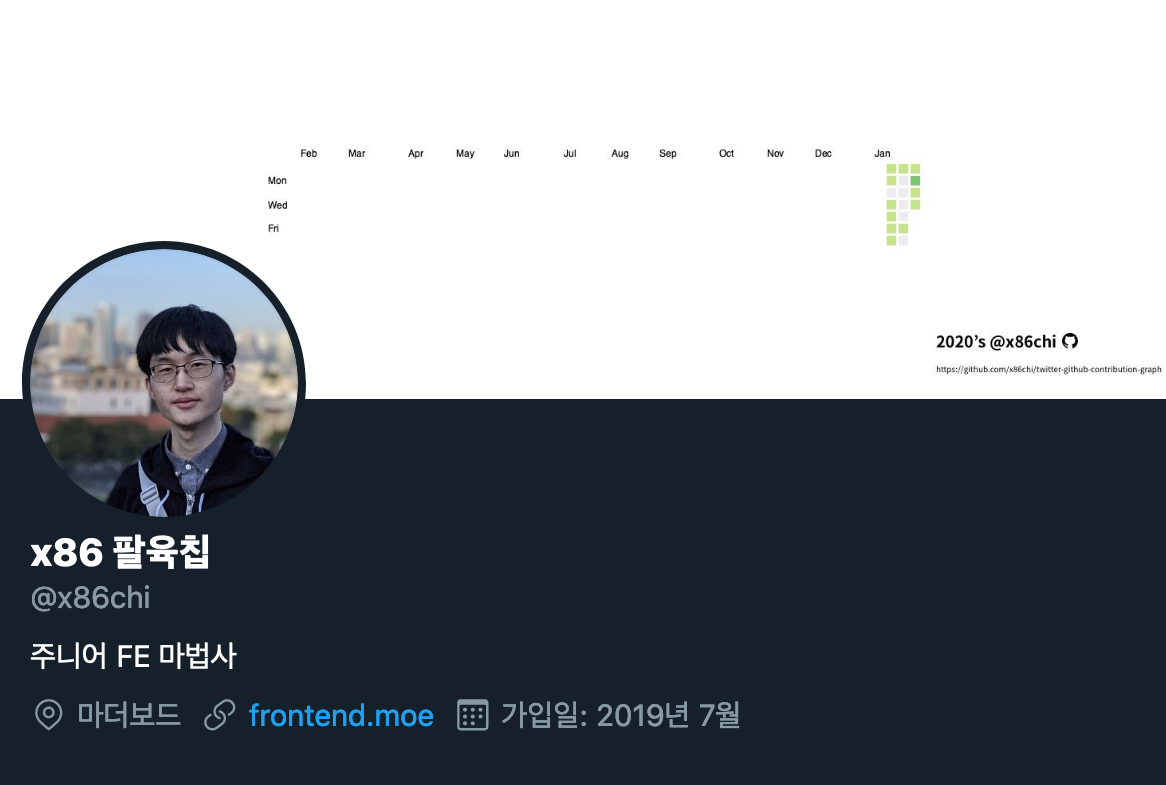 Feb Mar Apr May Jun Jul Aug Sep Oct Nov Dec Jan
Mon
Wed
Fri
2020’s @x86chi
https://github.com/x86chi/twitter-github-contribution-graph
x86 팔육칩
@x86chi
주니어 FE 마법사
마더보드 frontend.moe 가입일: 2019년 7월